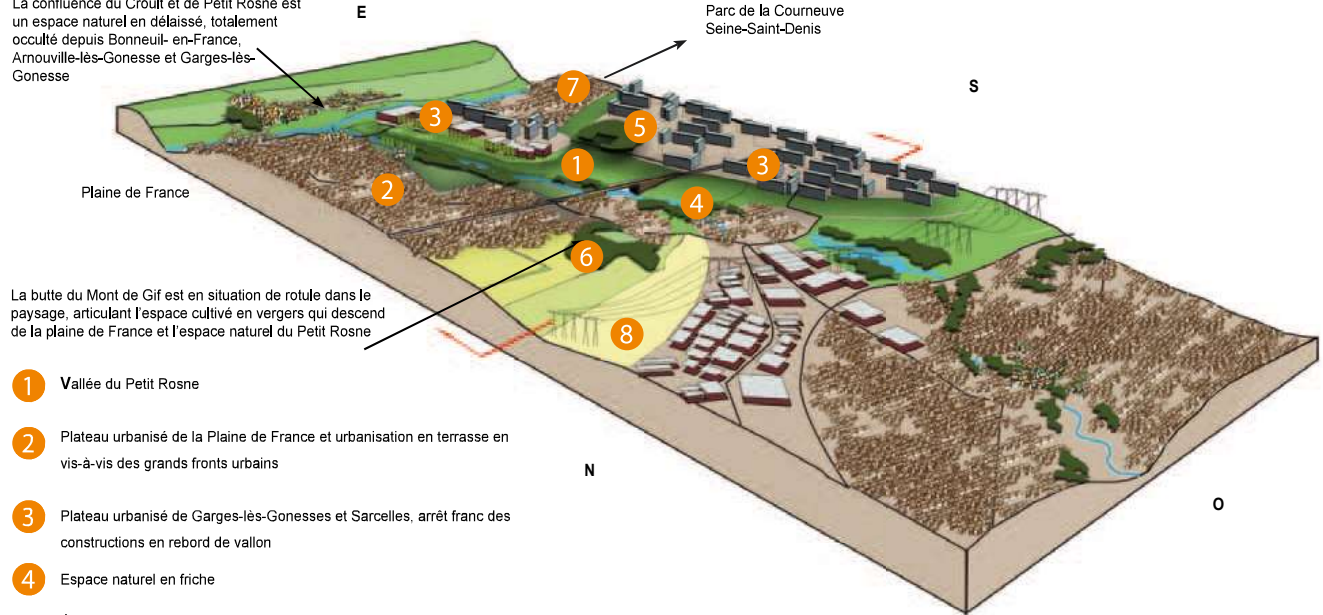 La confluence du Croult et de Petit Rosne est
un espace naturel en délaissé, totalement
occulté depuis Bonneuil- en-France,
Arnouville-lès-Gonesse et Garges-lès-
Gonesse
E
Parc de la Courneuve
Seine-Saint-Denis
S
7
3
5
1
3
2
4
Plaine de France
6
8
La butte du Mont de Gif est en situation de rotule dans le
paysage, articulant l'espace cultivé en vergers qui descend
de la plaine de France et l'espace naturel du Petit Rosne
1 Vallée du Petit Rosne
2 Plateau urbanisé de la Plaine de France et urbanisation en terrasse en
vis-à-vis des grands fronts urbains
N
O
3 Plateau urbanisé de Garges-lès-Gonesses et Sarcelles, arrêt franc des
constructions en rebord de vallon
4 Espace naturel en friche